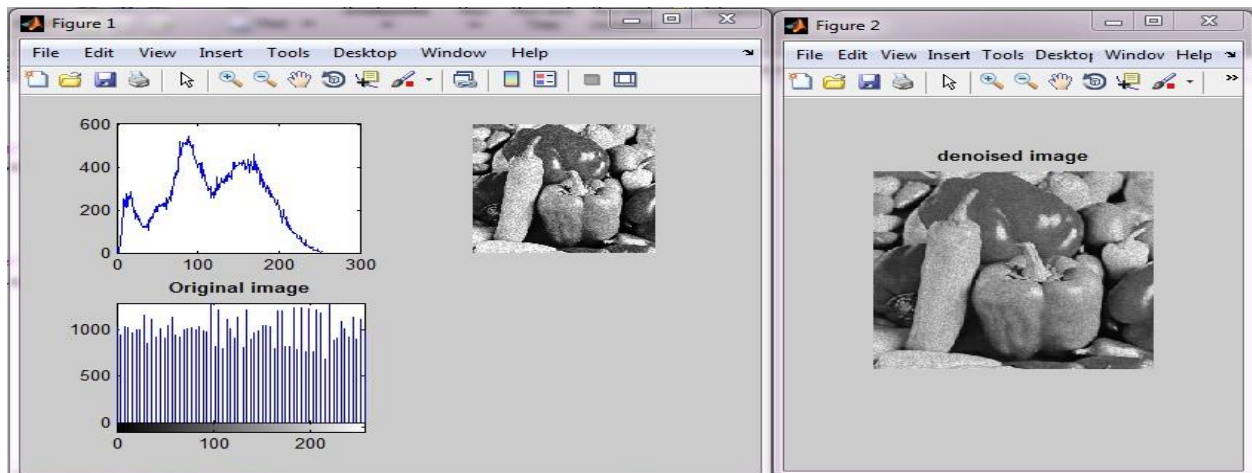 Figure 1
File Edit View Insert Tools Desktop Window Help
600
400
200
0
0 100 200 300
Original image
1000
500
0
0 100 200
Figure 2
File Edit View Insert Tools Desktop Window Help
denoised image